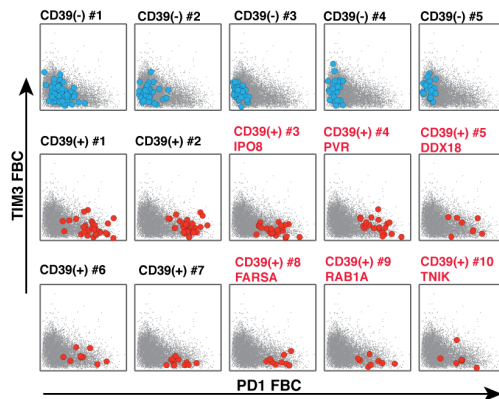 CD39(-) #1
CD39(-) #2
CD39(-) #3
CD39(-) #4
CD39(-) #5
CD39(+) #1
CD39(+) #2
CD39(+) #3
IPO8
CD39(+) #4
PVR
CD39(+) #5
DDX18
CD39(+) #6
CD39(+) #7
CD39(+) #8
FARSA
CD39(+) #9
RAB1A
CD39(+) #10
TNIK
TIM3 FBC
PD1 FBC